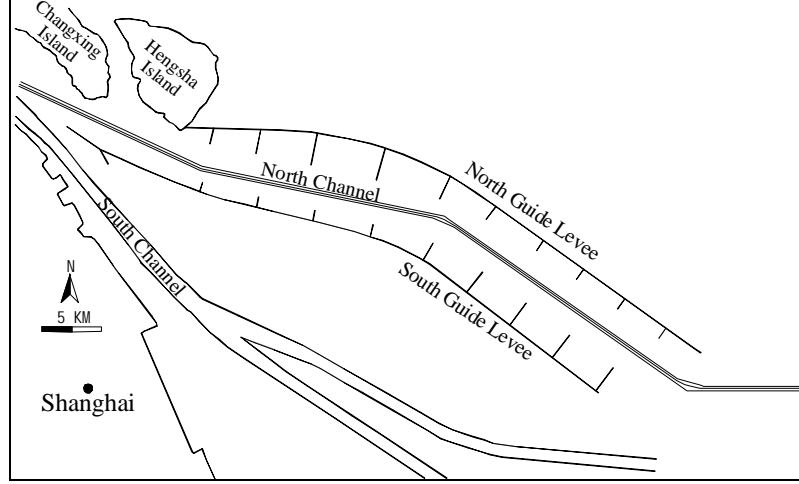 Changxing
Island
Hengsha
Island
North Channel
North Guide Levee
South Channel
South Guide Levee
N
5 KM
Shanghai